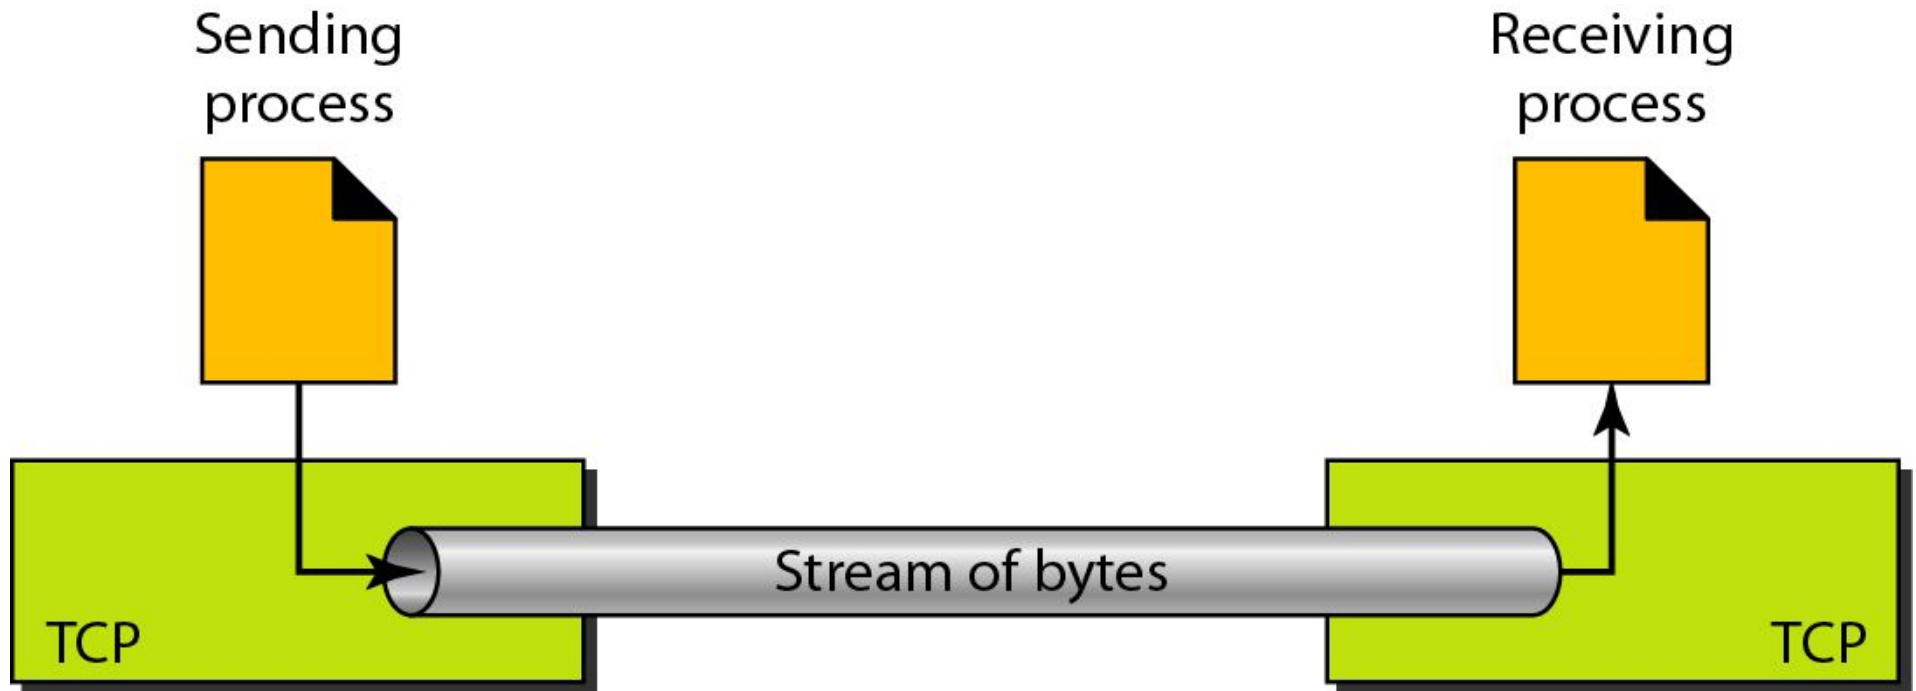 Sending
process
Receiving
process
Stream of bytes
TCP
TCP